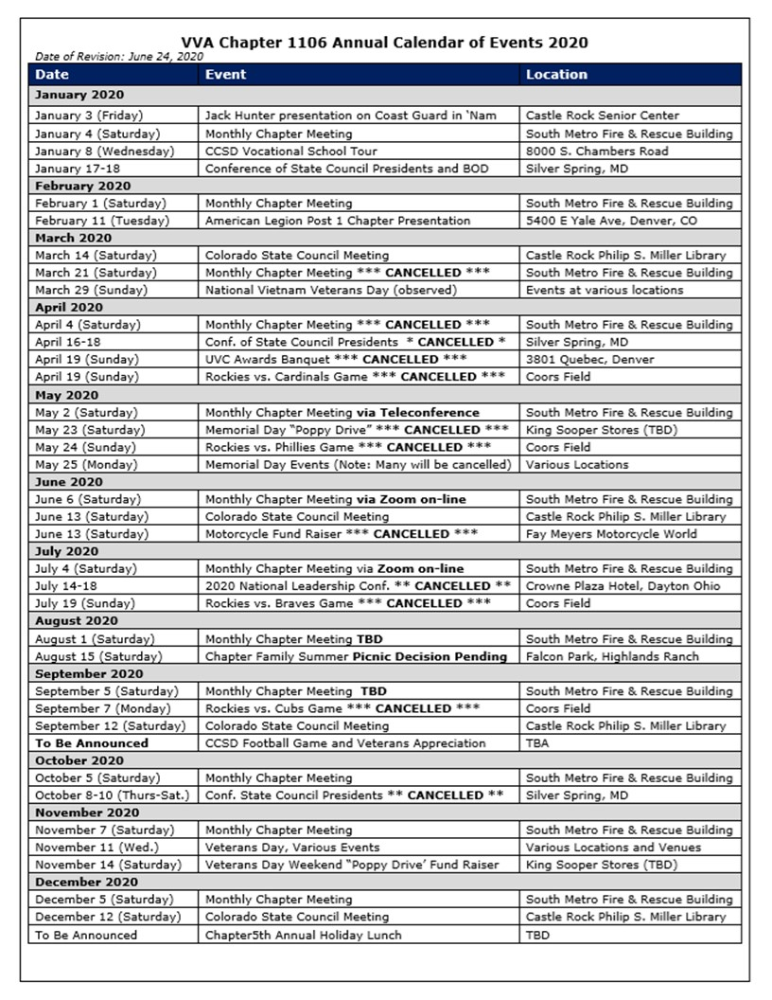 VVA Chapter 1106 Annual Calendar of Events 2020
Date of Revision: June 24, 2020
Date Event Location
January 2020
January 3 (Friday) Jack Hunter presentation on Coast Guard in ‘Nam Castle Rock Senior Center
January 4 (Saturday) Monthly Chapter Meeting South Metro Fire & Rescue Building
January 8 (Wednesday) CCSD Vocational School Tour 8000 S. Chambers Road
January 17-18 Conference of State Council Presidents and BOD Silver Spring, MD
February 2020
February 1 (Saturday) Monthly Chapter Meeting South Metro Fire & Rescue Building
February 11 (Tuesday) American Legion Post 1 Chapter Presentation 5400 E Yale Ave, Denver, CO
March 2020
March 14 (Saturday) Colorado State Council Meeting Castle Rock Philip S. Miller Library
March 21 (Saturday) Monthly Chapter Meeting *** CANCELLED *** South Metro Fire & Rescue Building
March 29 (Sunday) National Vietnam Veterans Day (observed) Events at various locations
April 2020
April 4 (Saturday) Monthly Chapter Meeting *** CANCELLED *** South Metro Fire & Rescue Building
April 16-18 Conf. of State Council Presidents * CANCELLED * Silver Spring, MD
April 19 (Sunday) UVC Awards Banquet *** CANCELLED *** 3801 Quebec, Denver
April 19 (Sunday) Rockies vs. Cardinals Game *** CANCELLED *** Coors Field
May 2020
May 2 (Saturday) Monthly Chapter Meeting via Teleconference South Metro Fire & Rescue Building
May 23 (Saturday) Memorial Day “Poppy Drive” *** CANCELLED *** King Sooper Stores (TBD)
May 24 (Sunday) Rockies vs. Phillies Game *** CANCELLED *** Coors Field
May 25 (Monday) Memorial Day Events (Note: Many will be cancelled) Various Locations
June 2020
June 6 (Saturday) Monthly Chapter Meeting via Zoom on-line South Metro Fire & Rescue Building
June 13 (Saturday) Colorado State Council Meeting Castle Rock Philip S. Miller Library
June 13 (Saturday) Motorcycle Fund Raiser *** CANCELLED *** Fay Meyers Motorcycle World
July 2020
July 4 (Saturday) Monthly Chapter Meeting via Zoom on-line South Metro Fire & Rescue Building
July 14-18 2020 National Leadership Conf. ** CANCELLED ** Crowne Plaza Hotel, Dayton Ohio
July 19 (Sunday) Rockies vs. Braves Game *** CANCELLED *** Coors Field
August 2020
August 1 (Saturday) Monthly Chapter Meeting TBD South Metro Fire & Rescue Building
August 15 (Saturday) Chapter Family Summer Picnic Decision Pending Falcon Park, Highlands Ranch
September 2020
September 5 (Saturday) Monthly Chapter Meeting TBD South Metro Fire & Rescue Building
September 7 (Monday) Rockies vs. Cubs Game *** CANCELLED *** Coors Field
September 12 (Saturday) Colorado State Council Meeting Castle Rock Philip S. Miller Library
To Be Announced CCSD Football Game and Veterans Appreciation TBA
October 2020
October 5 (Saturday) Monthly Chapter Meeting South Metro Fire & Rescue Building
October 8-10 (Thurs-Sat.) Conf. State Council Presidents ** CANCELLED ** Silver Spring, MD
November 2020
November 7 (Saturday) Monthly Chapter Meeting South Metro Fire & Rescue Building
November 11 (Wed.) Veterans Day, Various Events Various Locations and Venues
November 14 (Saturday) Veterans Day Weekend “Poppy Drive’ Fund Raiser King Sooper Stores (TBD)
December 2020
December 5 (Saturday) Monthly Chapter Meeting South Metro Fire & Rescue Building
December 12 (Saturday) Colorado State Council Meeting Castle Rock Philip S. Miller Library
To Be Announced Chapter5th Annual Holiday Lunch TBD